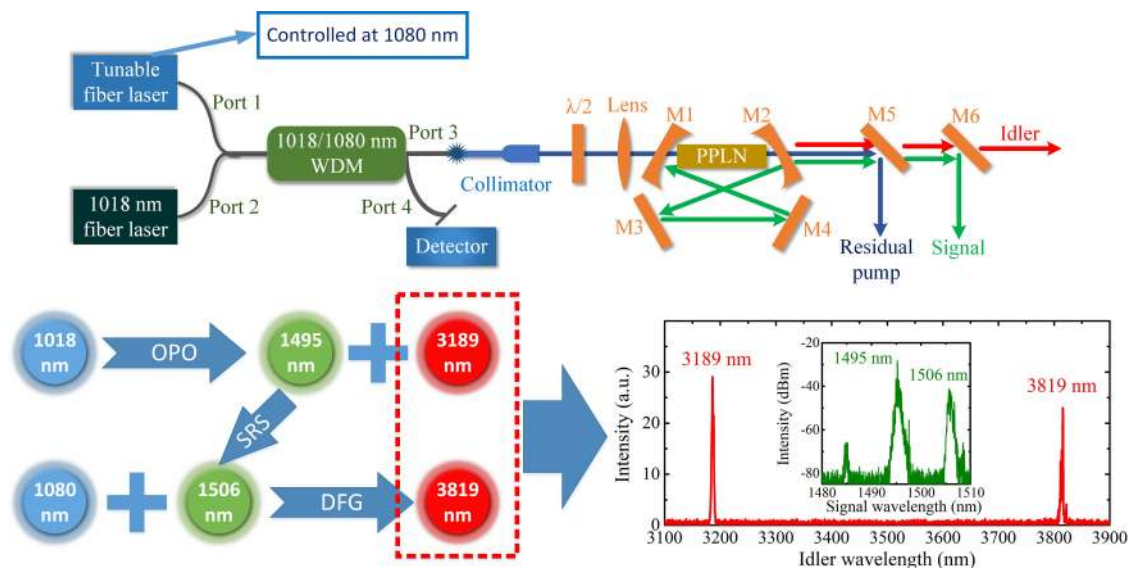 Controlled at 1080 nm
Tunable
fiber laser
Port 1
1018/1080 nm
WDM
Port 3
1018 nm
fiber laser
Port 2
Port 4
Detector
Collimator
λ/2
Lens
M1
M2
PPLN
M3
M4
M5
M6
Idler
Residual
pump
Signal
1018
nm
OPO
1495
nm
3189
nm
SRS
1080
nm
1506
nm
DFG
3819
nm
Intensity (a.u.)
30
20
10
0
3189 nm
3819 nm
3100
3200
3300
3400
3500
3600
3700
3800
3900
Idler wavelength (nm)
Intensity (dBm)
-20
-40
-60
-80
1495 nm
1506 nm
1480
1490
1500
1510
Signal wavelength (nm)